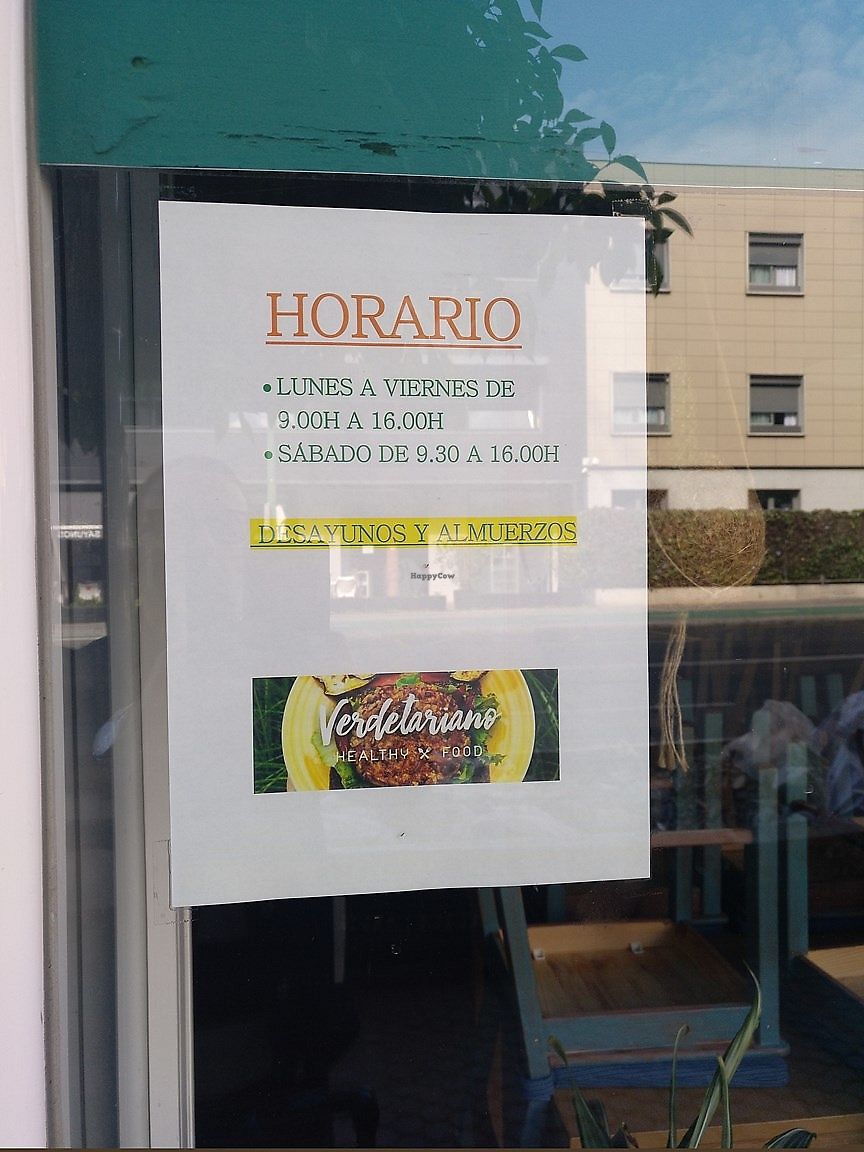 HORARIO
• LUNES A VIERNES DE
9.00H A 16.00H
• SÁBADO DE 9.30 A 16.00H
DESAYUNOS Y ALMUERZOS
HappyCow
Verdetariano
HEALTHY FOOD